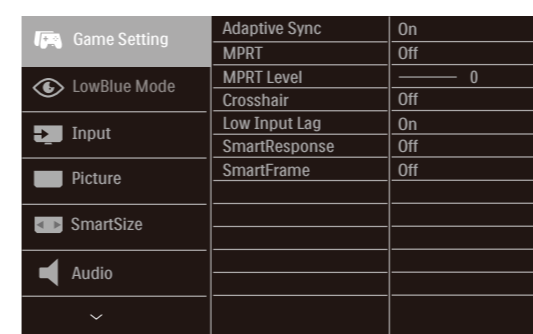 Game Setting
LowBlue Mode
Input
Picture
SmartSize
Audio
Adaptive Sync On
MPRT Off
MPRT Level 0
Crosshair Off
Low Input Lag On
SmartResponse Off
SmartFrame Off